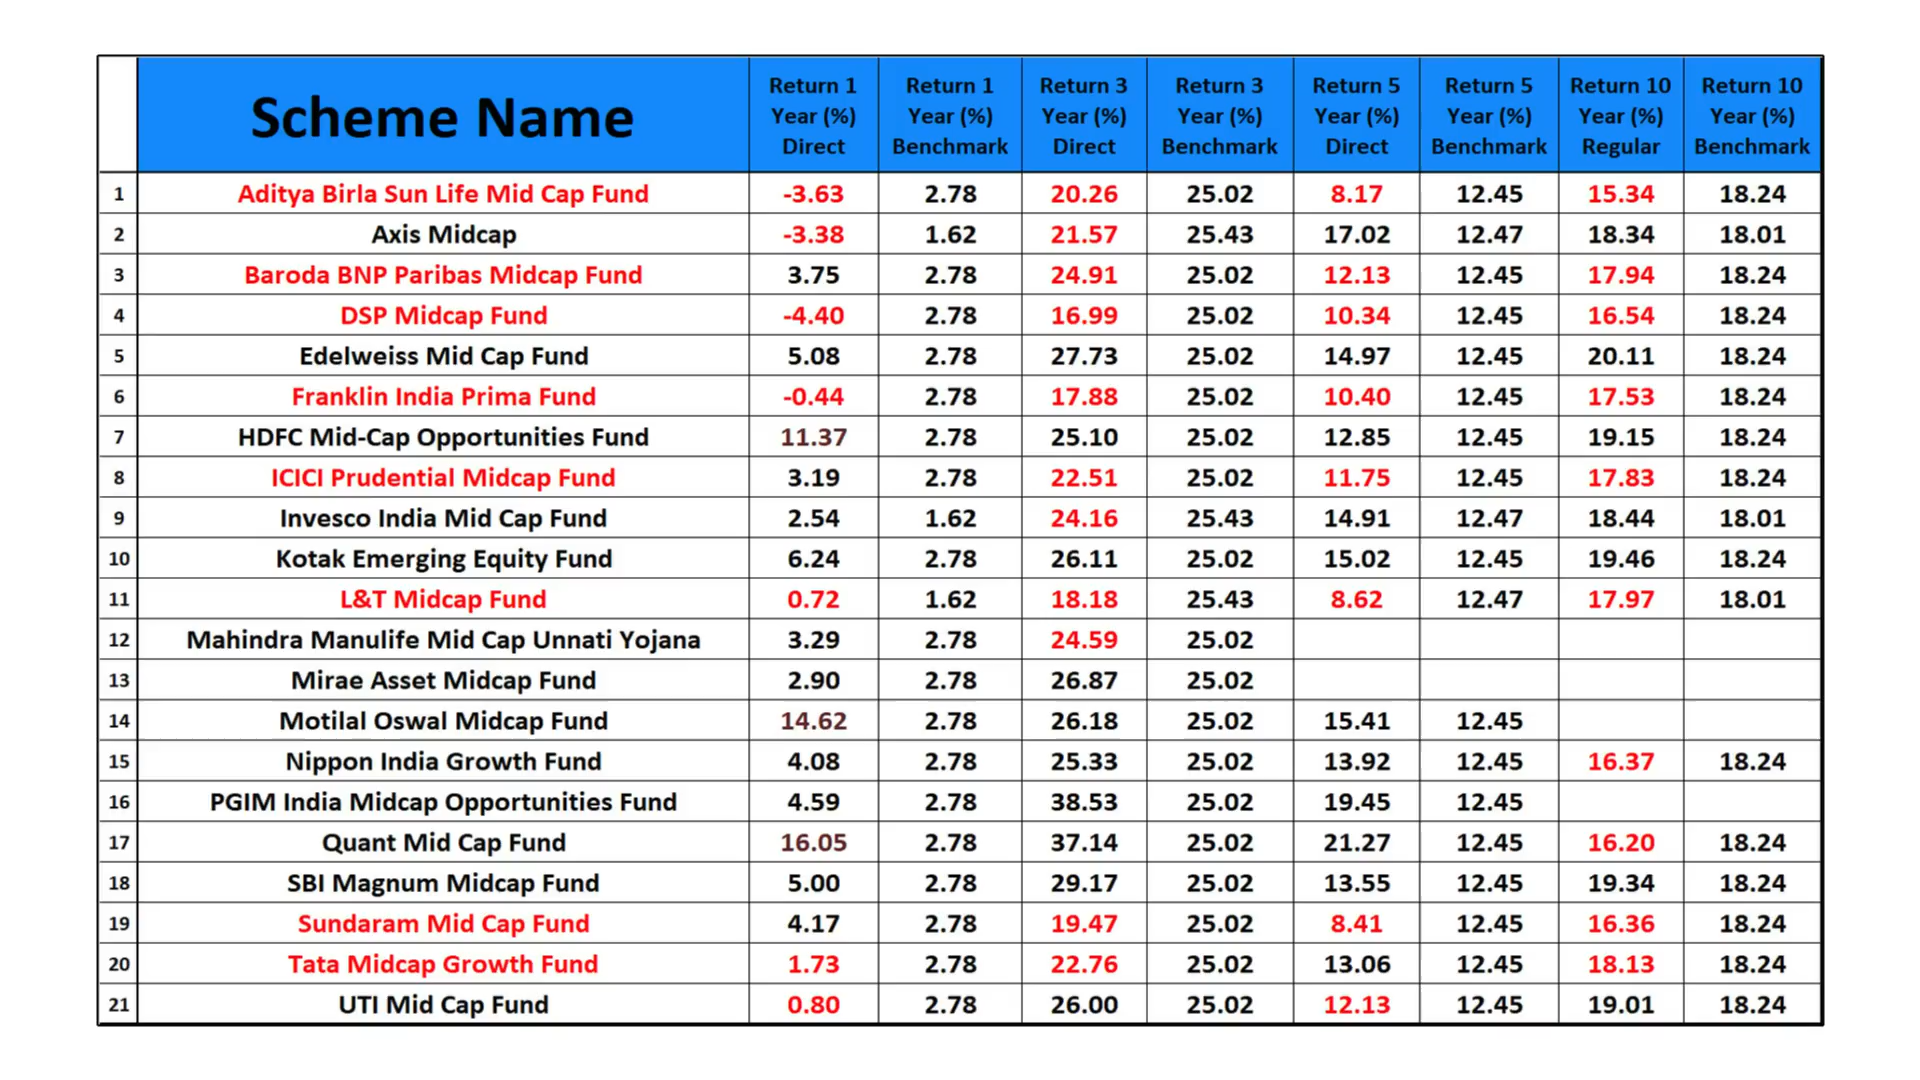 Scheme Name Return 1 Year (%) Direct Return 1 Year (%) Benchmark Return 3 Year (%) Direct Return 3 Year (%) Benchmark Return 5 Year (%) Direct Return 5 Year (%) Benchmark Return 10 Year (%) Regular Return 10 Year (%) Benchmark
1 Aditya Birla Sun Life Mid Cap Fund -3.63 2.78 20.26 25.02 8.17 12.45 15.34 18.24
2 Axis Midcap -3.38 1.62 21.57 25.43 17.02 12.47 18.34 18.01
3 Baroda BNP Paribas Midcap Fund 3.75 2.78 24.91 25.02 12.13 12.45 17.94 18.24
4 DSP Midcap Fund -4.40 2.78 16.99 25.02 10.34 12.45 16.54 18.24
5 Edelweiss Mid Cap Fund 5.08 2.78 27.73 25.02 14.97 12.45 20.11 18.24
6 Franklin India Prima Fund -0.44 2.78 17.88 25.02 10.40 12.45 17.53 18.24
7 HDFC Mid-Cap Opportunities Fund 11.37 2.78 25.10 25.02 12.85 12.45 19.15 18.24
8 ICICI Prudential Midcap Fund 3.19 2.78 22.51 25.02 11.75 12.45 17.83 18.24
9 Invesco India Mid Cap Fund 2.54 1.62 24.16 25.43 14.91 12.47 18.44 18.01
10 Kotak Emerging Equity Fund 6.24 2.78 26.11 25.02 15.02 12.45 19.46 18.24
11 L&T Midcap Fund 0.72 1.62 18.18 25.43 8.62 12.47 17.97 18.01
12 Mahindra Manulife Mid Cap Unnati Yojana 3.29 2.78 24.59 25.02
13 Mirae Asset Midcap Fund 2.90 2.78 26.87 25.02
14 Motilal Oswal Midcap Fund 14.62 2.78 26.18 25.02 15.41 12.45
15 Nippon India Growth Fund 4.08 2.78 25.33 25.02 13.92 12.45 16.37 18.24
16 PGIM India Midcap Opportunities Fund 4.59 2.78 38.53 25.02 19.45 12.45
17 Quant Mid Cap Fund 16.05 2.78 37.14 25.02 21.27 12.45 16.20 18.24
18 SBI Magnum Midcap Fund 5.00 2.78 29.17 25.02 13.55 12.45 19.34 18.24
19 Sundaram Mid Cap Fund 4.17 2.78 19.47 25.02 8.41 12.45 16.36 18.24
20 Tata Midcap Growth Fund 1.73 2.78 22.76 25.02 13.06 12.45 18.13 18.24
21 UTI Mid Cap Fund 0.80 2.78 26.00 25.02 12.13 12.45 19.01 18.24